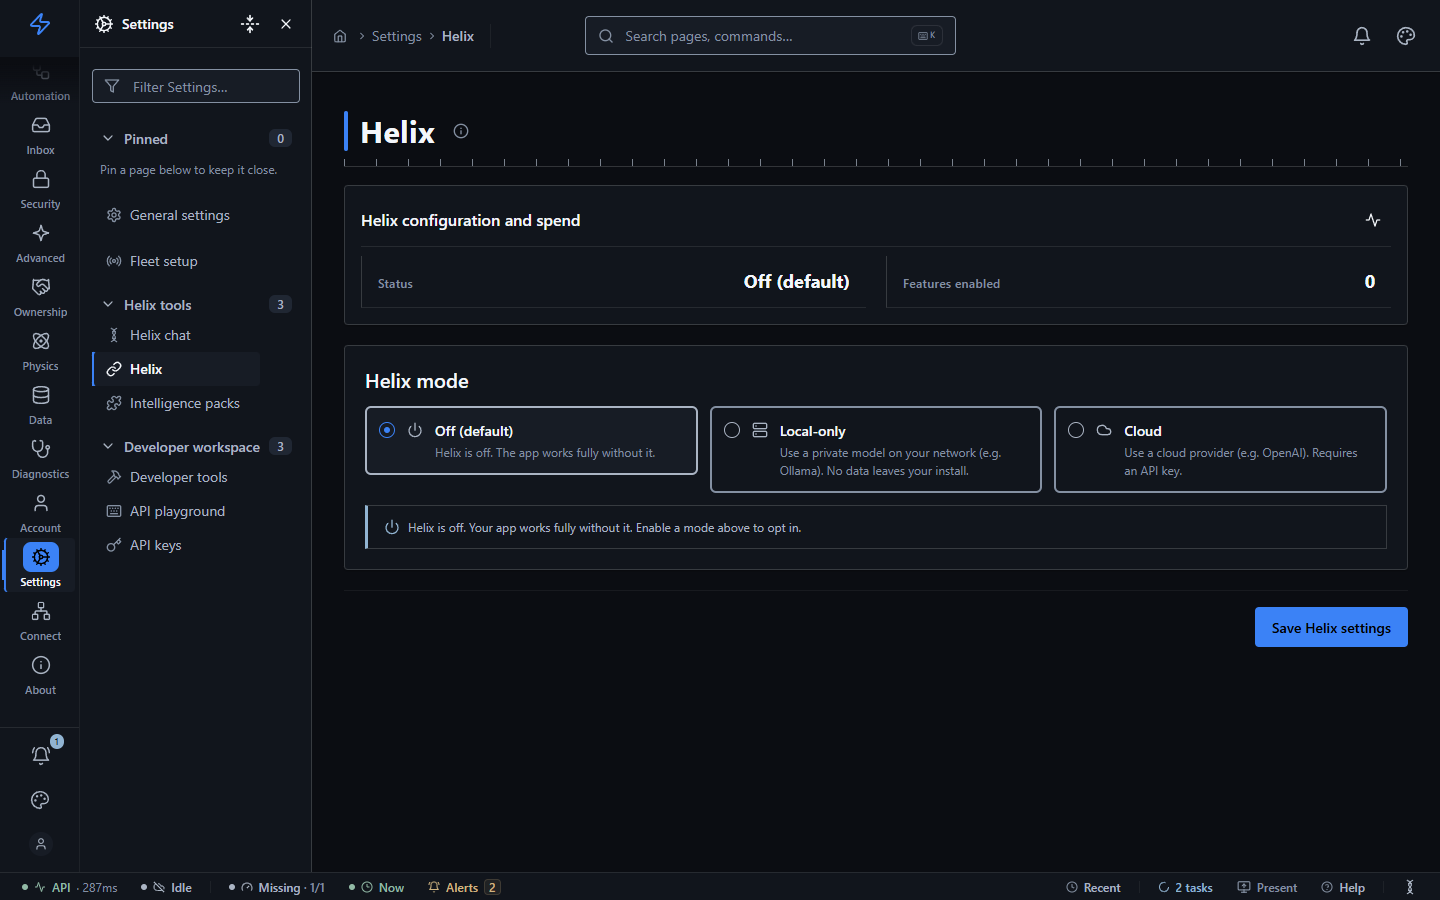 Automation
Inbox
Security
Advanced
Ownership
Physics
Data
Diagnostics
Account
Settings
Connect
About
1
Settings
Filter Settings...
Pinned 0
Pin a page below to keep it close.
General settings
Fleet setup
Helix tools 3
Helix chat
Helix
Intelligence packs
Developer workspace 3
Developer tools
API playground
API keys
Settings Helix
Search pages, commands... K
Helix
Helix configuration and spend
Status Off (default)
Features enabled 0
Helix mode
Off (default)
Helix is off. The app works fully without it.
Local-only
Use a private model on your network (e.g.
Ollama). No data leaves your install.
Cloud
Use a cloud provider (e.g. OpenAI). Requires
an API key.
Helix is off. Your app works fully without it. Enable a mode above to opt in.
Save Helix settings
API · 287ms Idle Missing · 1/1 Now Alerts 2 Recent 2 tasks Present Help